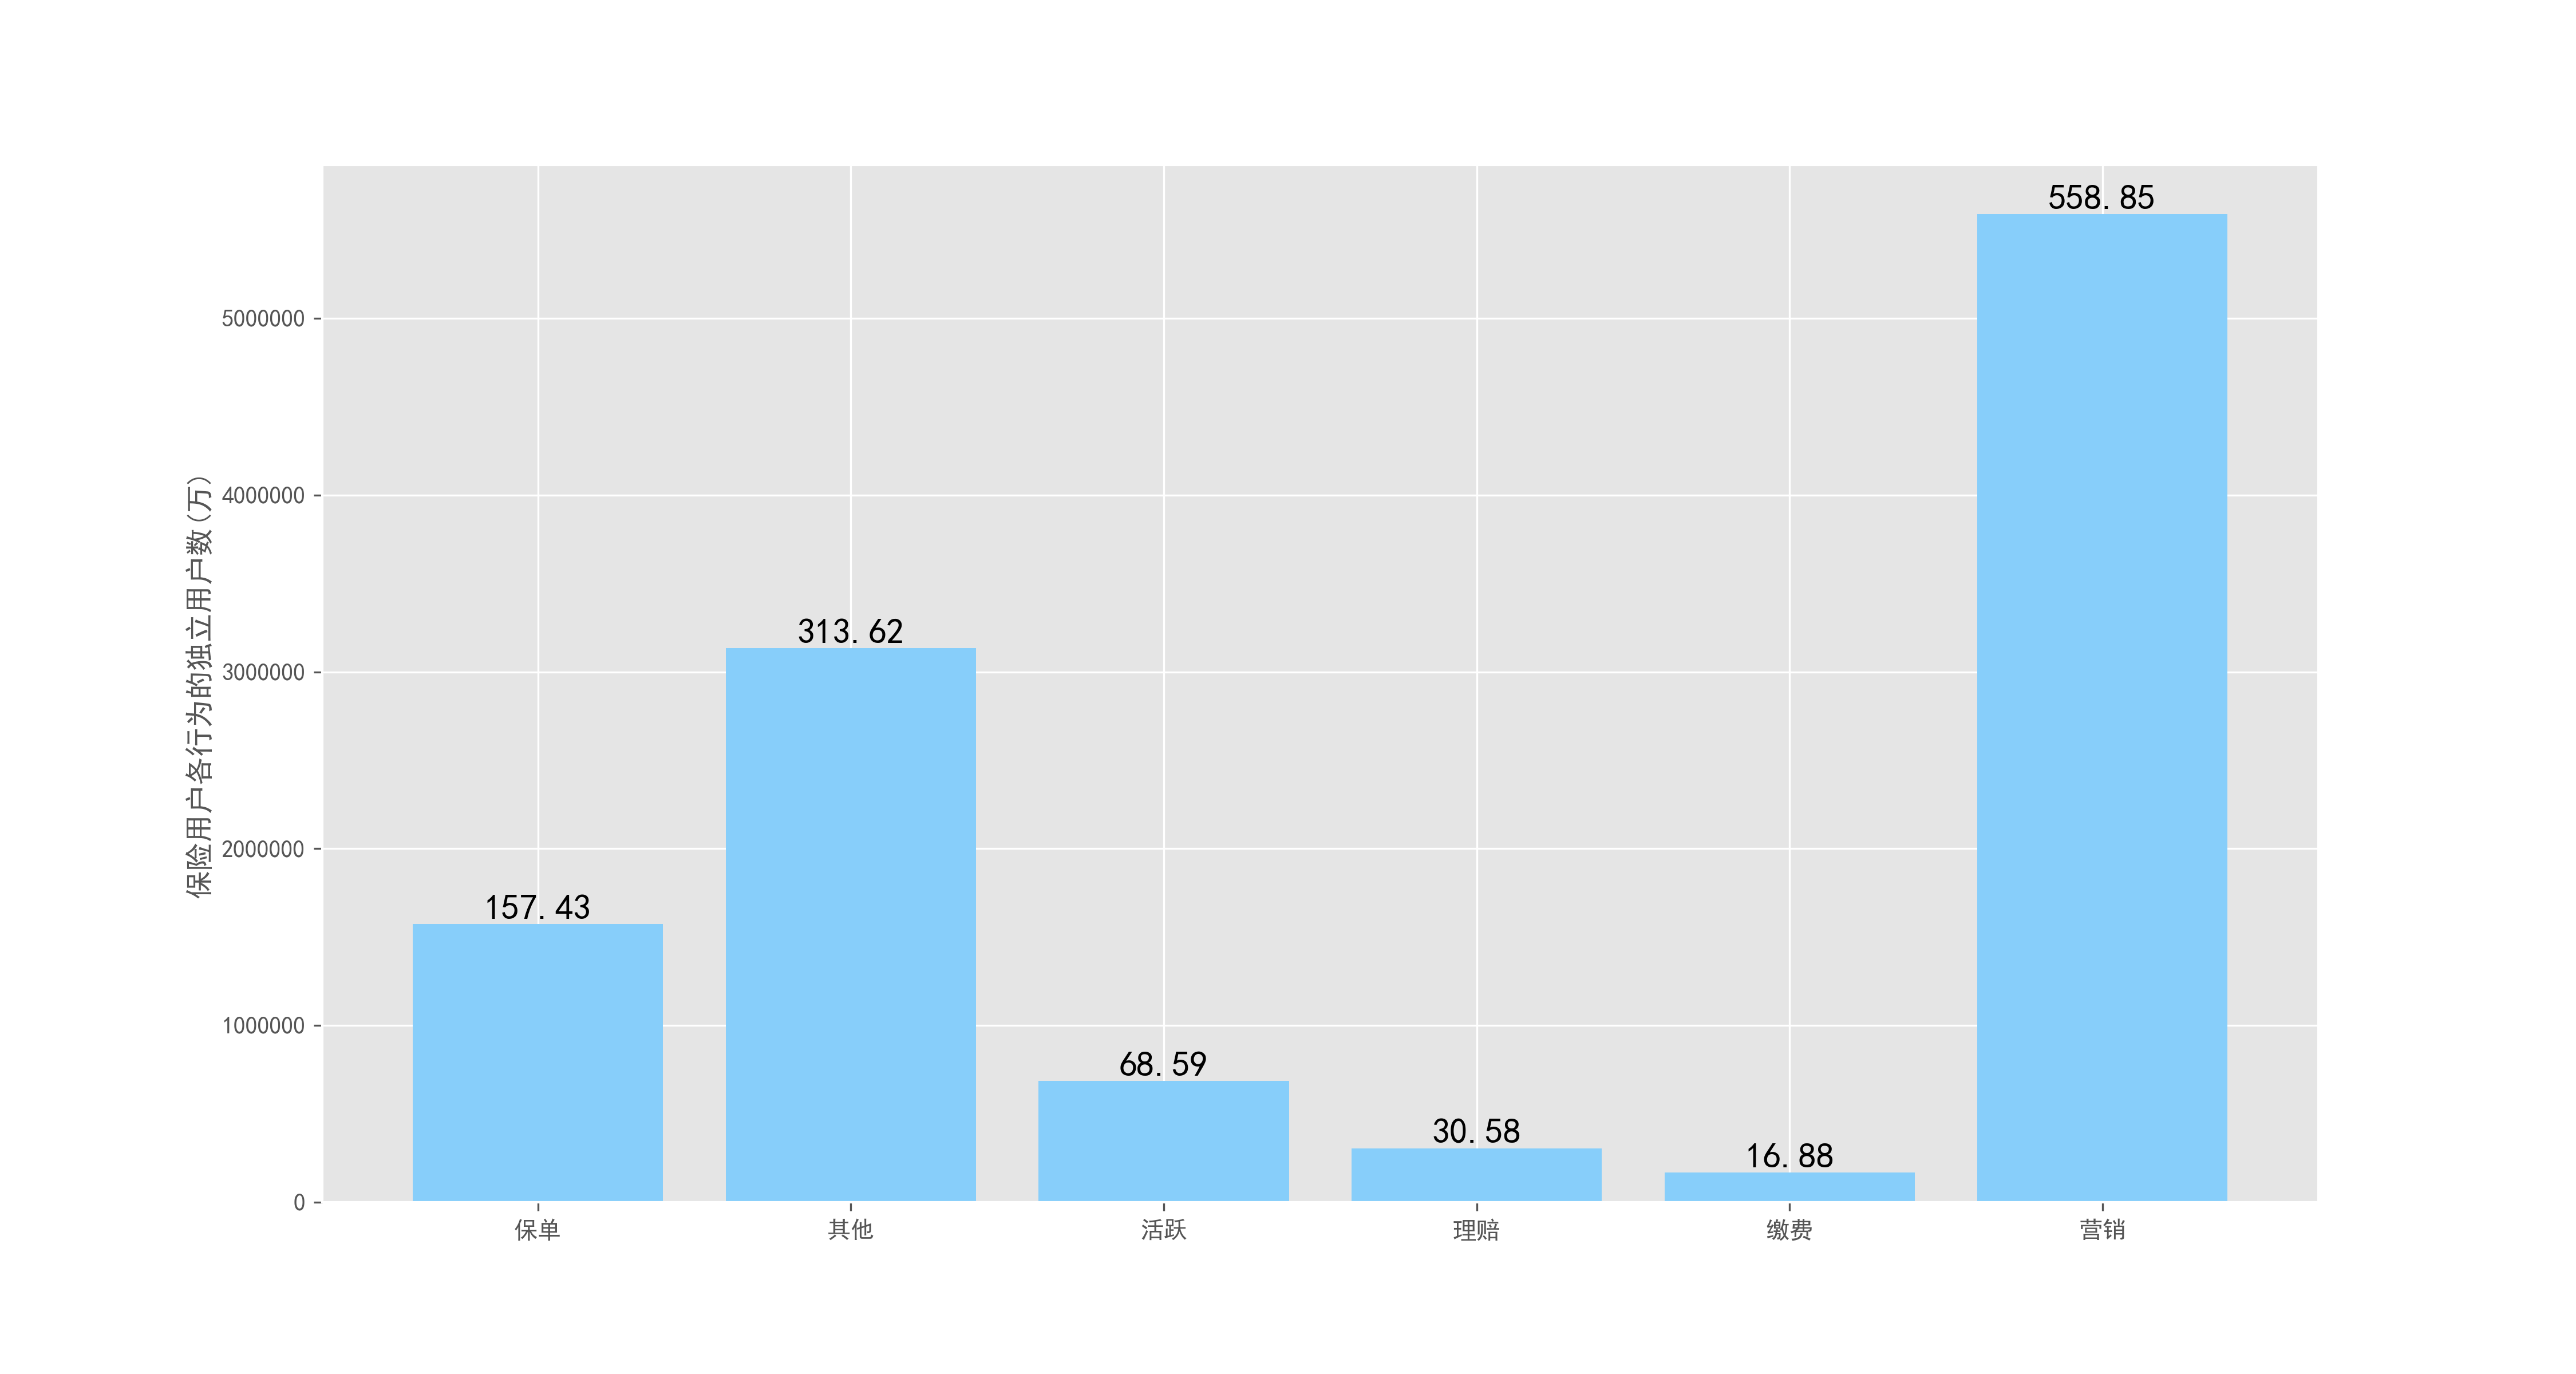 保险用户各行为的独立用户数(万)
5000000
4000000
3000000
2000000
1000000
0
157.43
313.62
68.59
30.58
16.88
558.85
保单
其他
活跃
理赔
缴费
营销